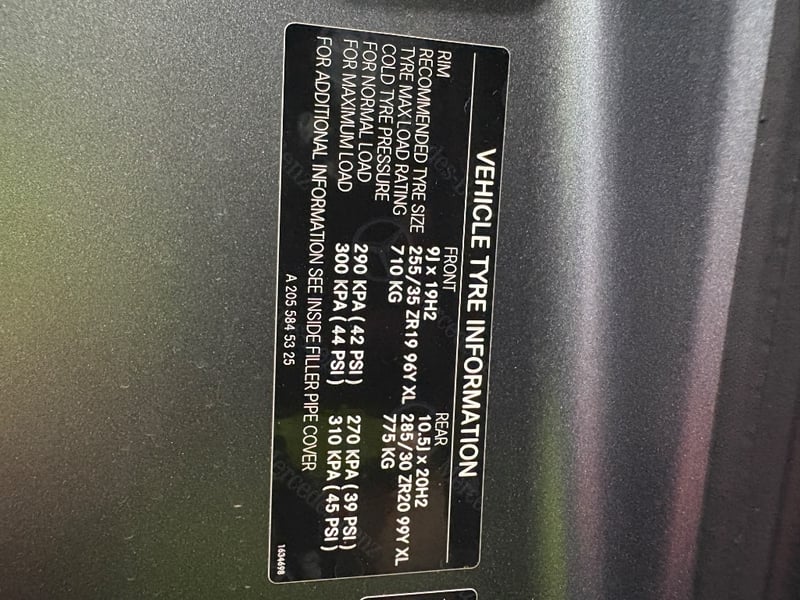 VEHICLE TYRE INFORMATION
FRONT REAR
RIM 9J x 19H2 10.5J x 20H2
RECOMMENDED TYRE SIZE 255/35 ZR19 96Y XL 285/30 ZR20 99Y XL
TYRE MAX LOAD RATING 710 KG 775 KG
COLD TYRE PRESSURE
FOR NORMAL LOAD 290 KPA ( 42 PSI ) 270 KPA ( 39 PSI )
FOR MAXIMUM LOAD 300 KPA ( 44 PSI ) 310 KPA ( 45 PSI )
FOR ADDITIONAL INFORMATION SEE INSIDE FILLER PIPE COVER
A 205 584 53 25
1634698